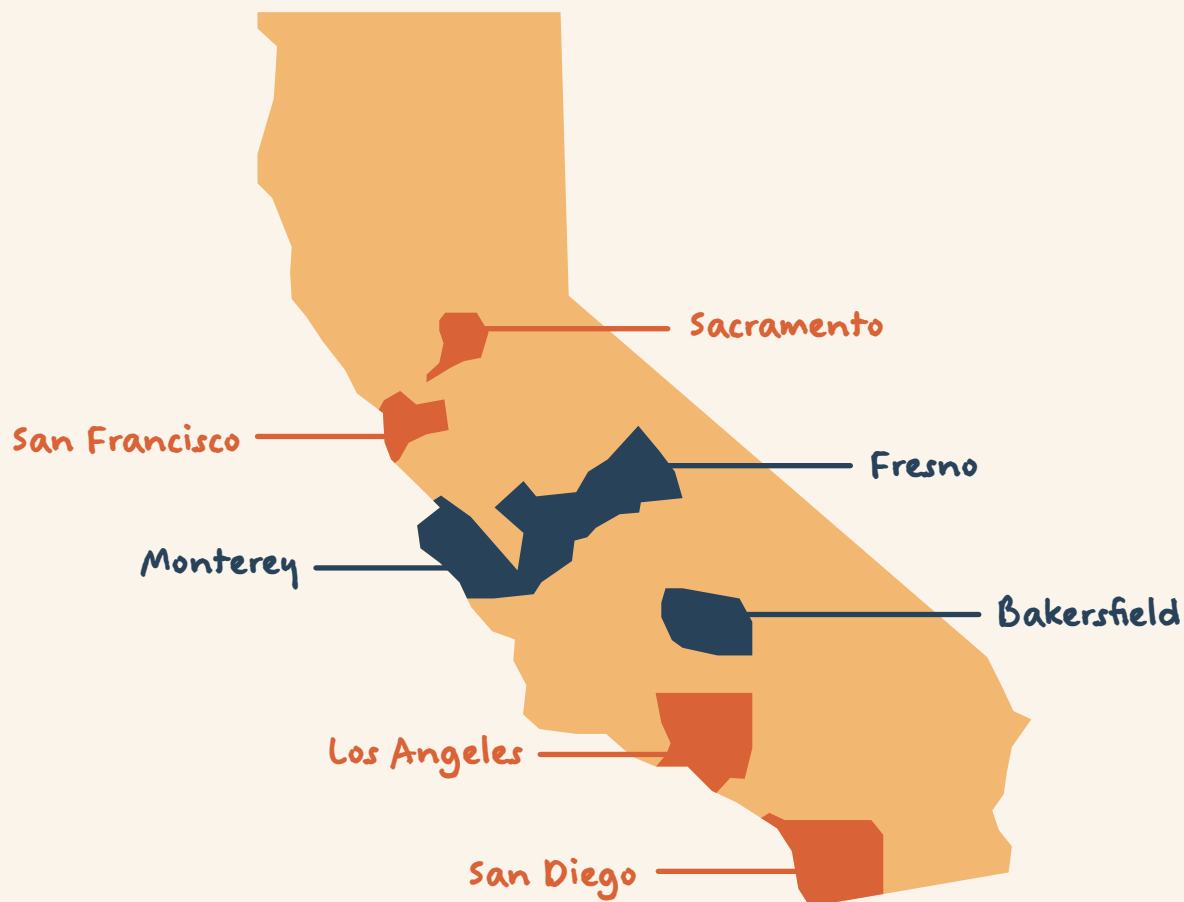 Sacramento
San Francisco
Fresno
Monterey
Bakersfield
Los Angeles
San Diego